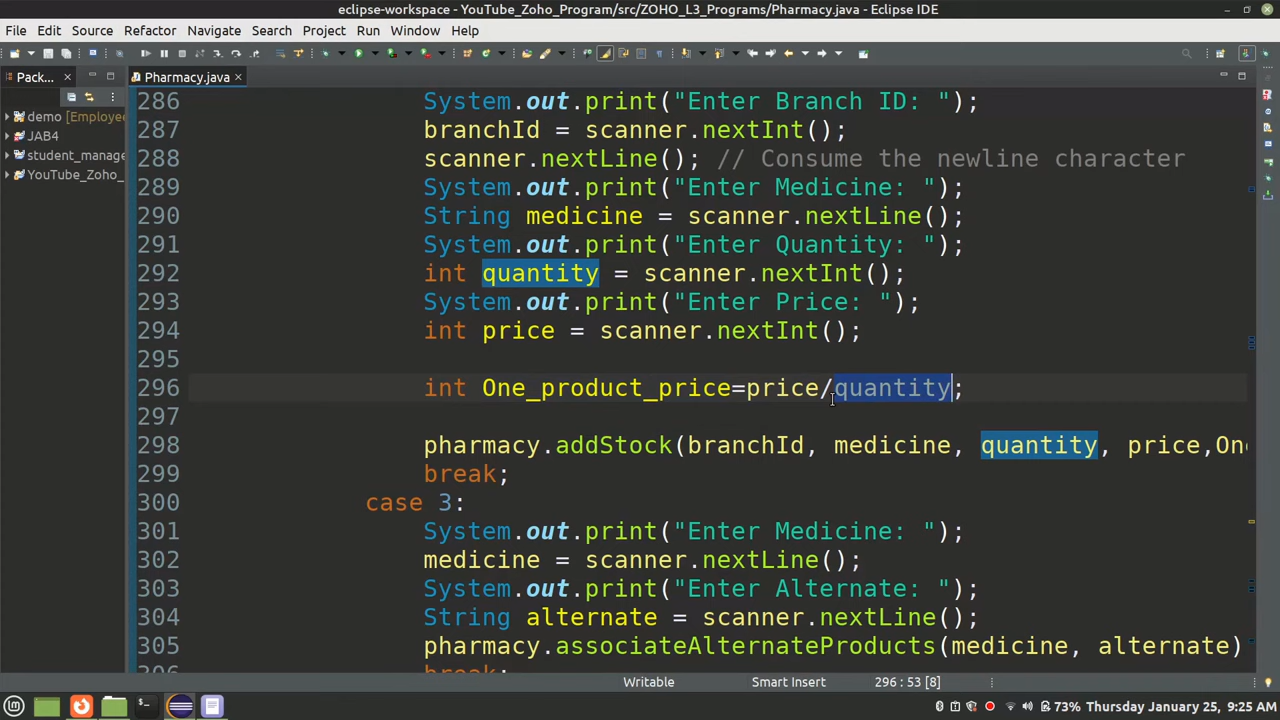 eclipse-workspace - YouTube_Zoho_Program/src/ZOHO_L3_Programs/Pharmacy.java - Eclipse IDE
File Edit Source Refactor Navigate Search Project Run Window Help
Pack... Pharmacy.java
demo [Employee
JAB4
student_manage
YouTube_Zoho_
286 System.out.print("Enter Branch ID: ");
287 branchId = scanner.nextInt();
288 scanner.nextLine(); // Consume the newline character
289 System.out.print("Enter Medicine: ");
290 String medicine = scanner.nextLine();
291 System.out.print("Enter Quantity: ");
292 int quantity = scanner.nextInt();
293 System.out.print("Enter Price: ");
294 int price = scanner.nextInt();
295
296 int One_product_price=price/quantity;
297
298 pharmacy.addStock(branchId, medicine, quantity, price,On
299 break;
300 case 3:
301 System.out.print("Enter Medicine: ");
302 medicine = scanner.nextLine();
303 System.out.print("Enter Alternate: ");
304 String alternate = scanner.nextLine();
305 pharmacy.associateAlternateProducts(medicine, alternate)
306 break;
Writable Smart Insert 296 : 53 [8]
73% Thursday January 25, 9:25 AM